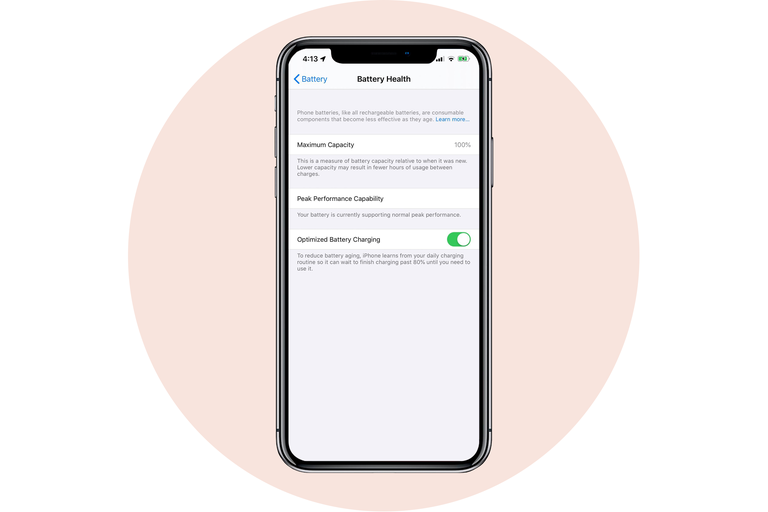 4:13
Battery
Battery Health
Phone batteries, like all rechargeable batteries, are consumable
components that become less effective as they age. Learn more...
Maximum Capacity 100%
This is a measure of battery capacity relative to when it was new.
Lower capacity may result in fewer hours of usage between
charges.
Peak Performance Capability
Your battery is currently supporting normal peak performance.
Optimized Battery Charging
To reduce battery aging, iPhone learns from your daily charging
routine so it can wait to finish charging past 80% until you need to
use it.